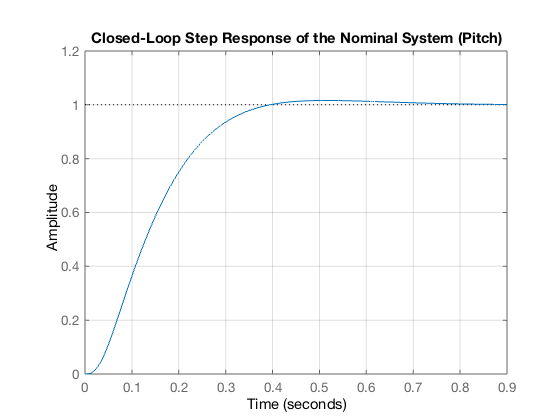 Closed-Loop Step Response of the Nominal System (Pitch)
1.2
1
0.8
0.6
0.4
0.2
0
Amplitude
0 0.1 0.2 0.3 0.4 0.5 0.6 0.7 0.8 0.9
Time (seconds)